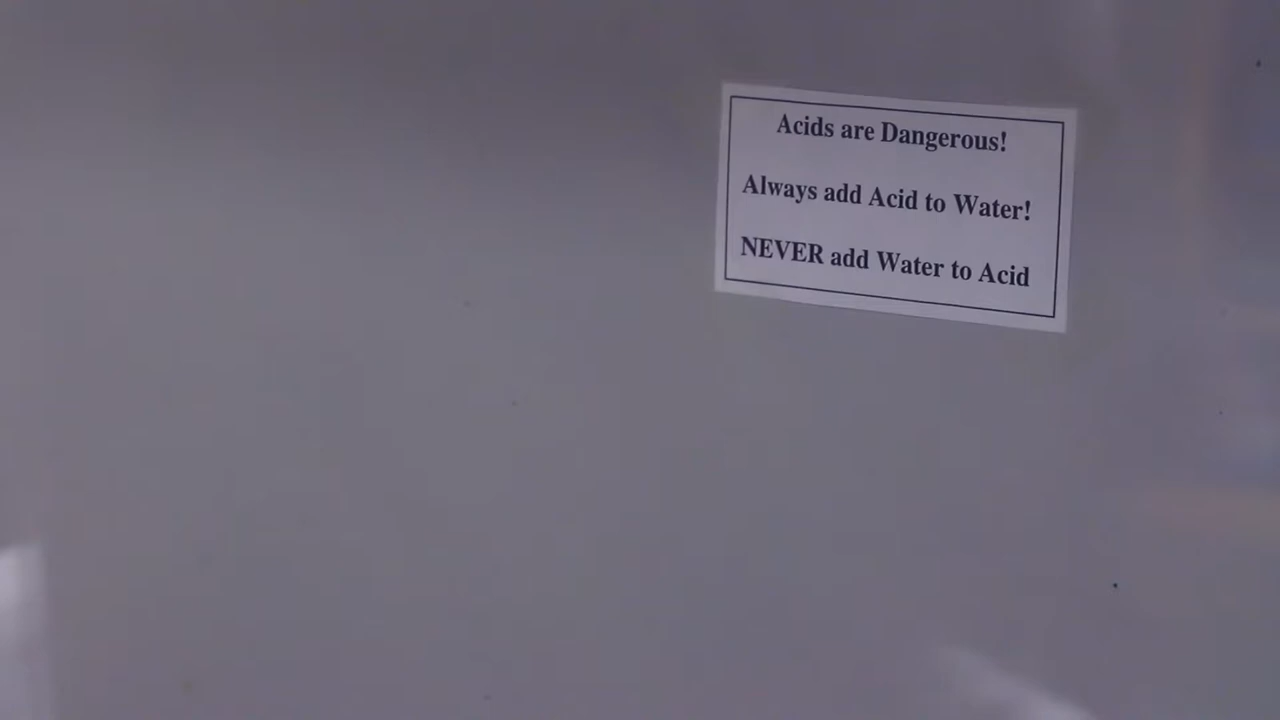 Acids are Dangerous!
Always add Acid to Water!
NEVER add Water to Acid